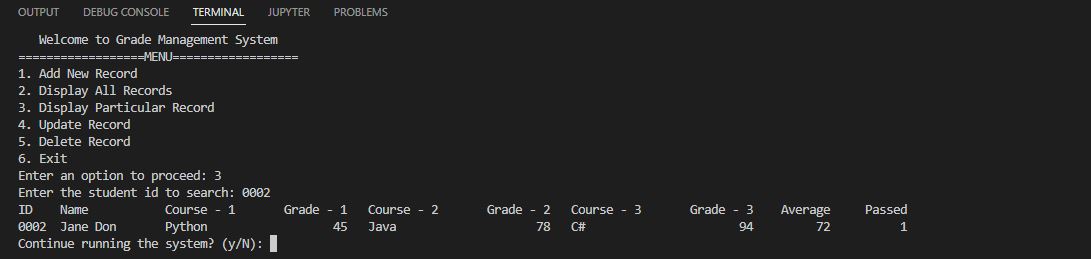 OUTPUT DEBUG CONSOLE TERMINAL JUPYTER PROBLEMS
Welcome to Grade Management System
==================MENU==================
1. Add New Record
2. Display All Records
3. Display Particular Record
4. Update Record
5. Delete Record
6. Exit
Enter an option to proceed: 3
Enter the student id to search: 0002
ID Name Course - 1 Grade - 1 Course - 2 Grade - 2 Course - 3 Grade - 3 Average Passed
0002 Jane Don Python 45 Java 78 C# 94 72 1
Continue running the system? (y/N):